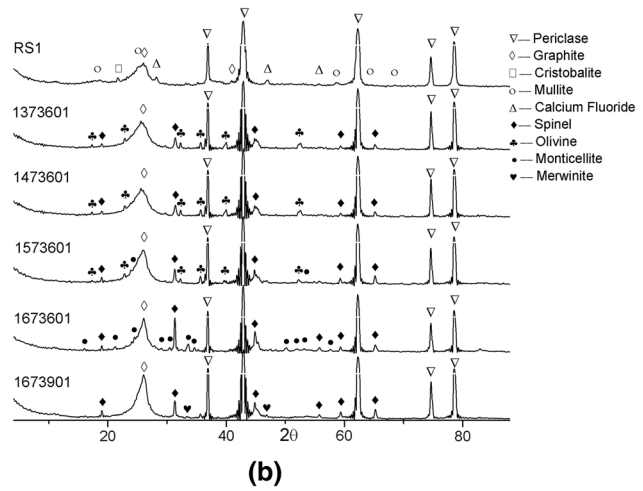 RS1
1373601
1473601
1573601
1673601
1673901
Periclase
Graphite
Cristobalite
Mullite
Calcium Fluoride
Spinel
Olivine
Monticellite
Merwinite
20 40 2θ 60 80
(b)